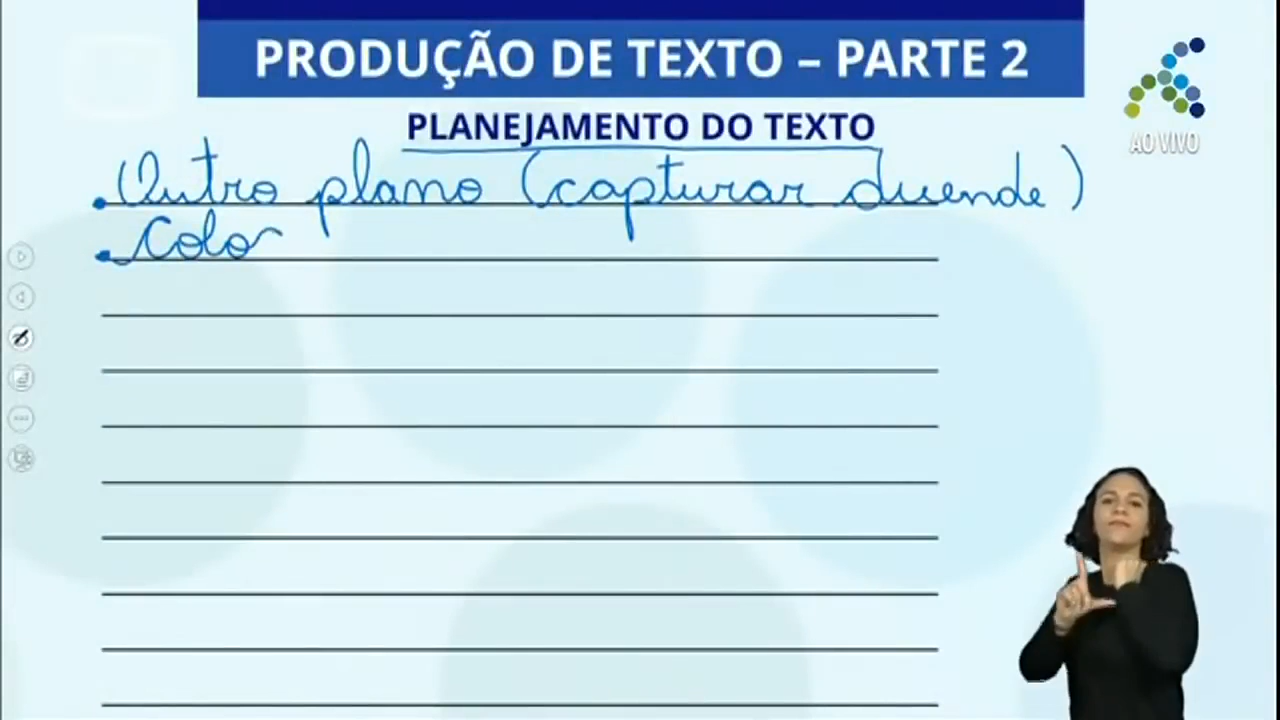 PRODUÇÃO DE TEXTO – PARTE 2
AO VIVO
PLANEJAMENTO DO TEXTO
• Outro plano (capturar duende)
• Colo